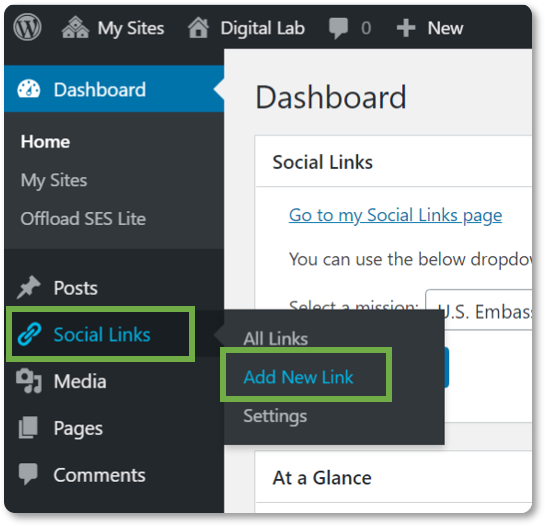 My Sites Digital Lab 0 New
Dashboard
Home
My Sites
Offload SES Lite
Posts
Social Links
Media
Pages
Comments
All Links
Add New Link
Settings
Dashboard
Social Links
Go to my Social Links page
You can use the below dropdow
Select a mission: U.S. Embass
At a Glance